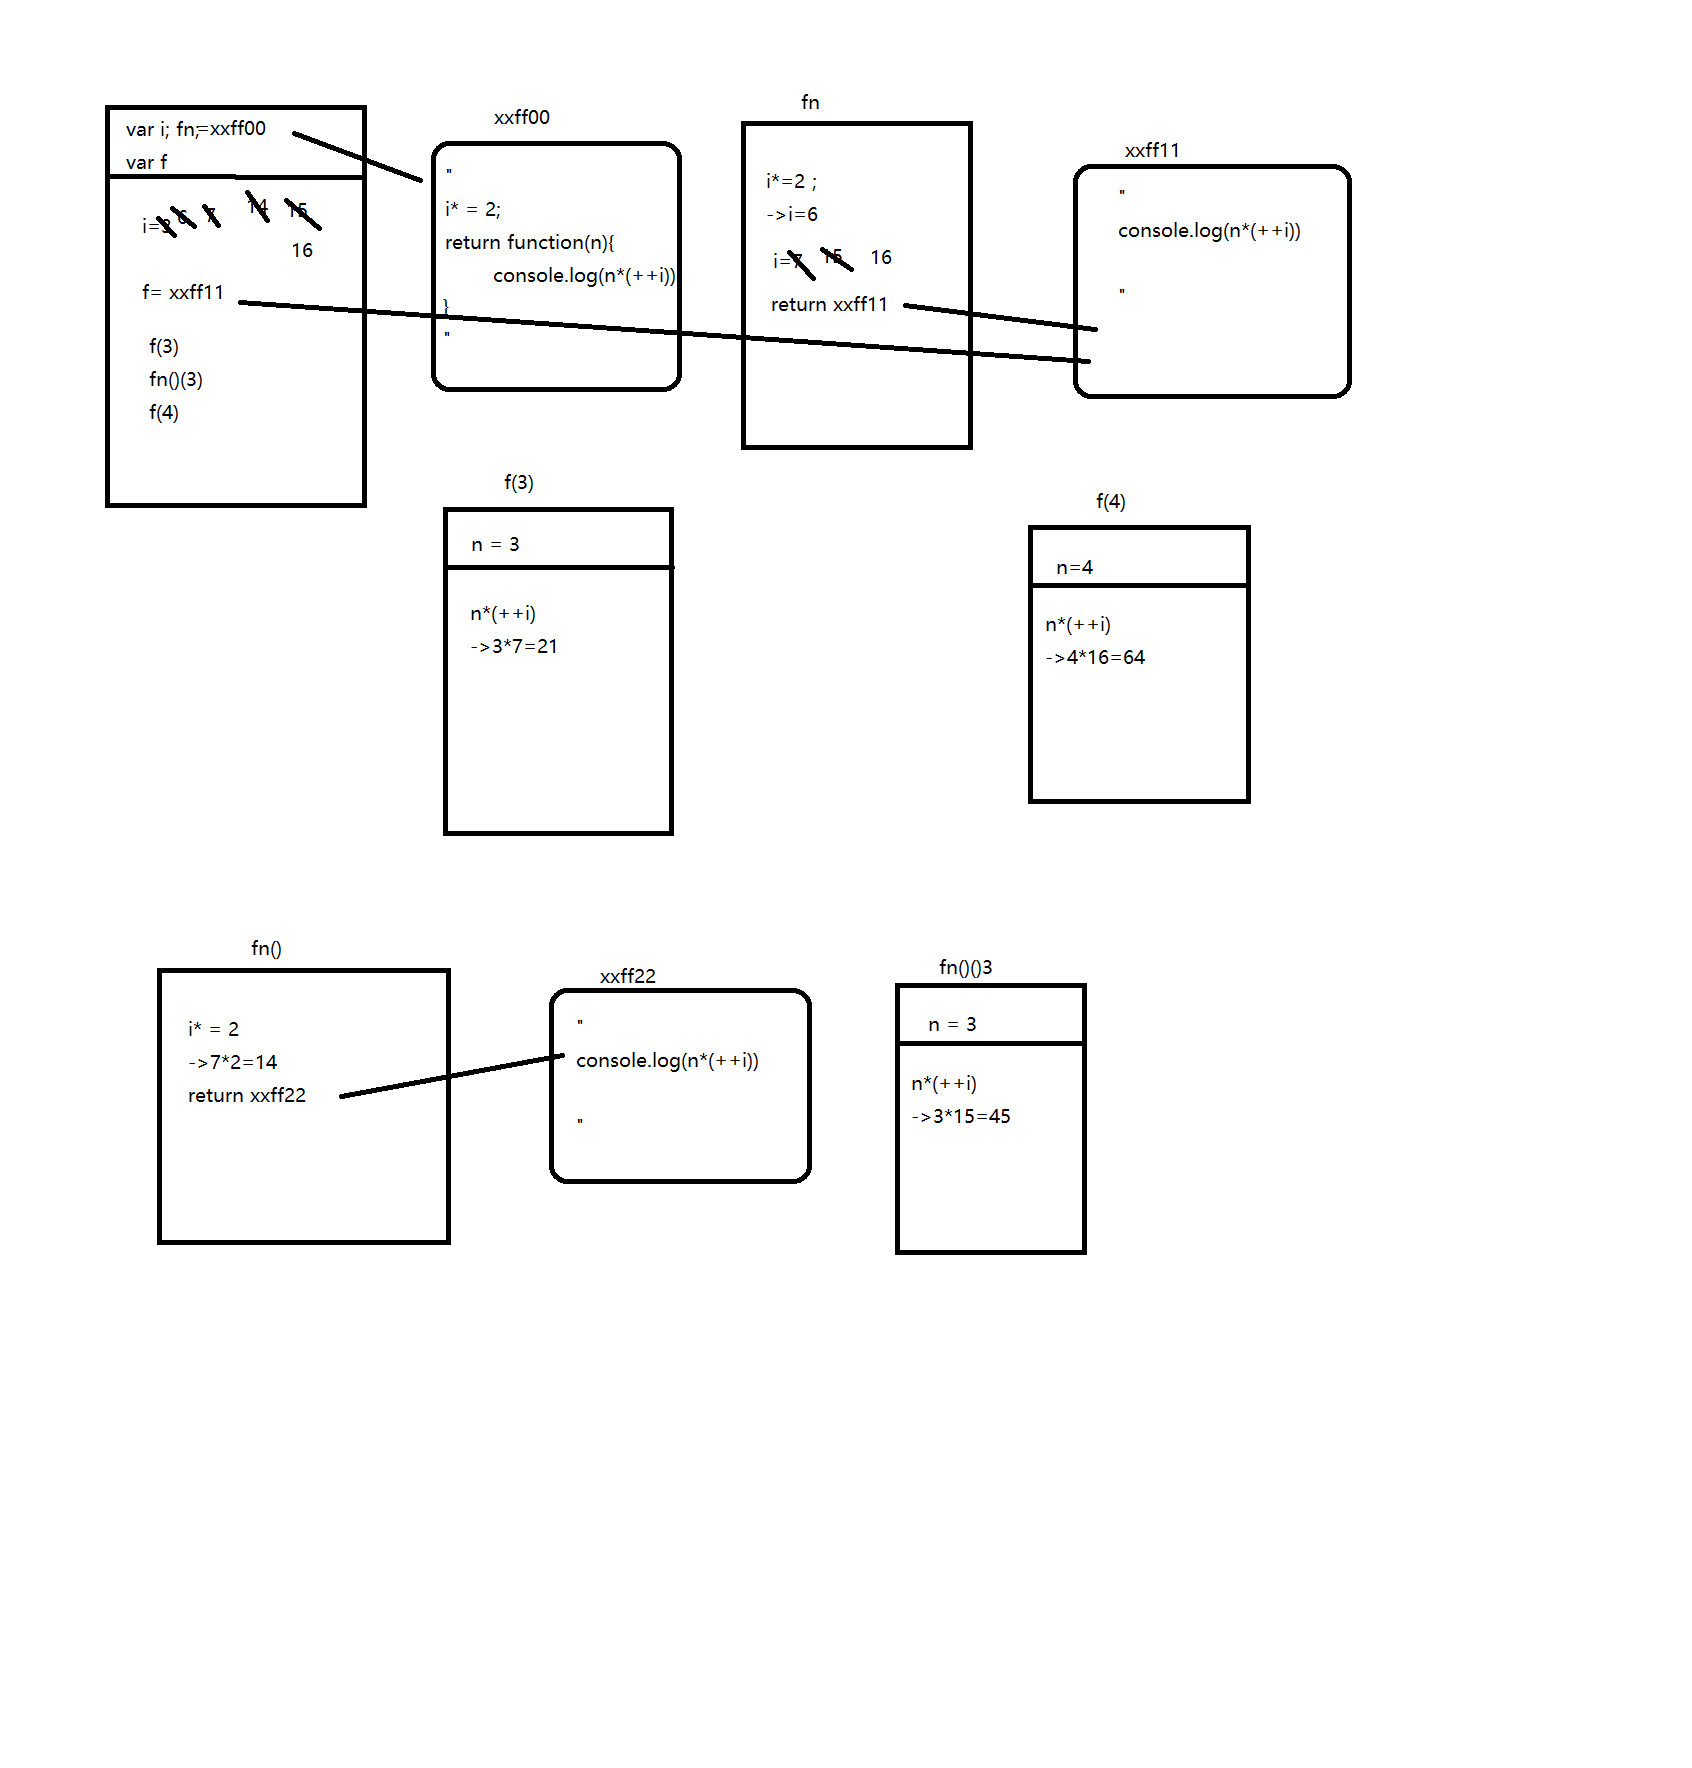 var i; fn;=xxff00
var f
i=3 6 7 14 15
16
f= xxff11
f(3)
fn()(3)
f(4)
xxff00
"
i* = 2;
return function(n){
console.log(n*(++i))
}
"
fn
i*=2 ;
->i=6
i=7 15 16
return xxff11
xxff11
"
console.log(n*(++i))
"
f(3)
n = 3
n*(++i)
->3*7=21
f(4)
n=4
n*(++i)
->4*16=64
fn()
i* = 2
->7*2=14
return xxff22
xxff22
"
console.log(n*(++i))
"
fn()()3
n = 3
n*(++i)
->3*15=45